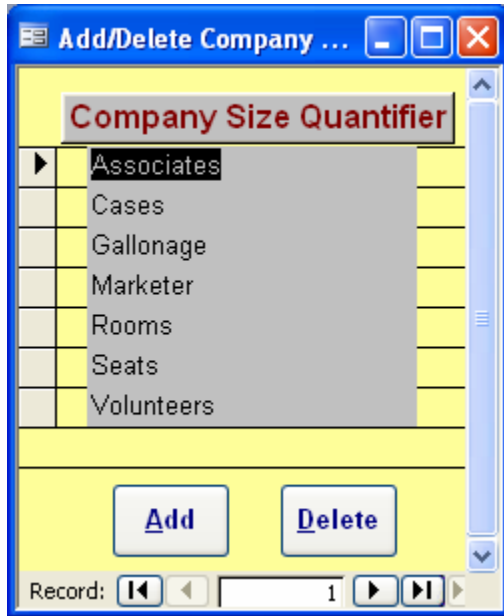 Add/Delete Company ...
Company Size Quantifier
Associates
Cases
Gallonage
Marketer
Rooms
Seats
Volunteers
Add Delete
Record: 1